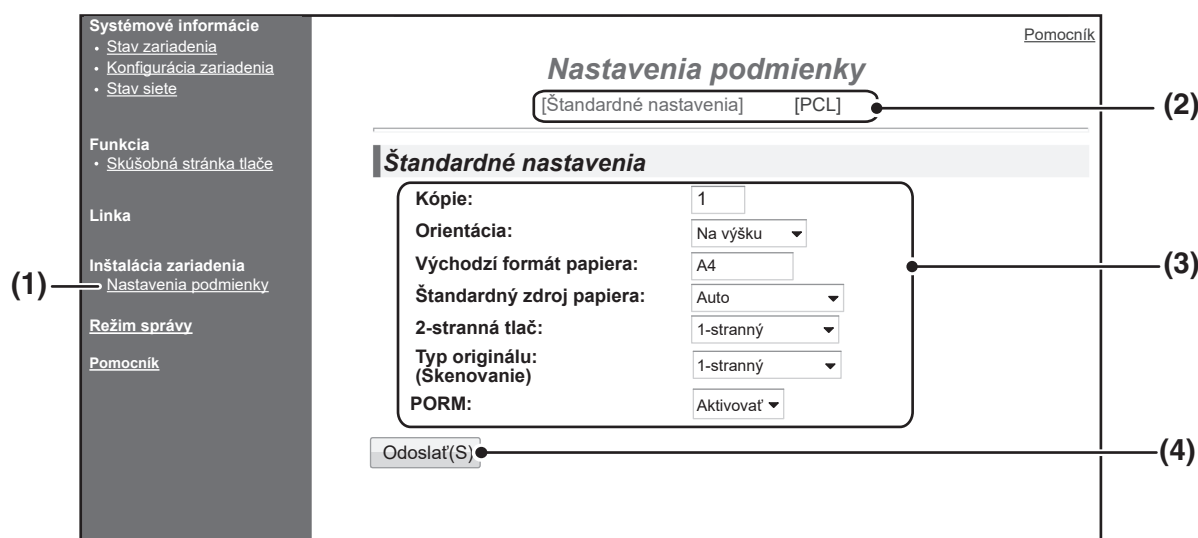 Systémové informácie
• Stav zariadenia
• Konfigurácia zariadenia
• Stav siete
Funkcia
• Skúšobná stránka tlače
Linka
Inštalácia zariadenia
Nastavenia podmienky
Režim správy
Pomocník
(1)
Pomocník
Nastavenia podmienky
[Štandardné nastavenia] [PCL]
(2)
Štandardné nastavenia
Kópie: 1
Orientácia: Na výšku
Východzí formát papiera: A4
(3)
Štandardný zdroj papiera: Auto
2-stranná tlač: 1-stranný
Typ originálu: 1-stranný
(Skenovanie)
PORM: Aktivovať
Odoslať(S)
(4)